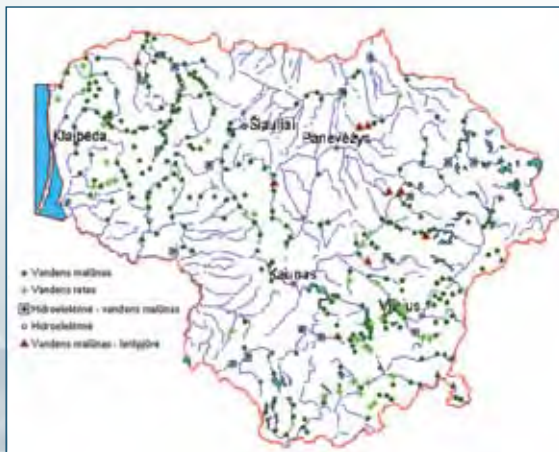 Klaipėda
Šiauliai
Panevėžys
Kaunas
Vilnius
Vandens malūnas
Vandens ratas
Hidroelektrinė - vandens malūnas
Hidroelektrinė
Vandens malūnas - lentpjūvė